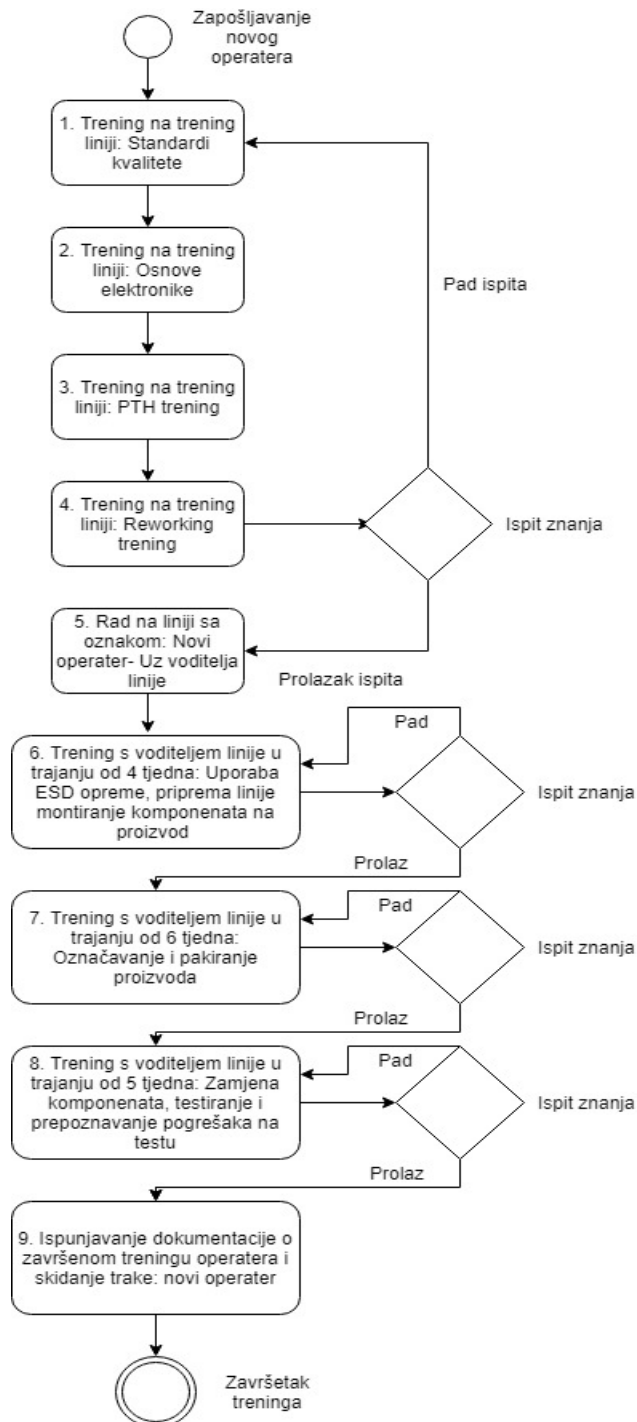 Zapošljavanje
novog
operatera
1. Trening na trening
liniji: Standardi
kvalitete
2. Trening na trening
liniji: Osnove
elektronike
Pad ispita
3. Trening na trening
liniji: PTH trening
4. Trening na trening
liniji: Reworking
trening
Ispit znanja
5. Rad na liniji sa
oznakom: Novi
operater- Uz voditelja
linije
Prolazak ispita
Pad
6. Trening s voditeljem linije u
trajanju od 4 tjedna: Uporaba
ESD opreme, priprema linije
montiranje komponenata na
proizvod
Ispit znanja
Prolaz
Pad
7. Trening s voditeljem linije u
trajanju od 6 tjedna:
Označavanje i pakiranje
proizvoda
Ispit znanja
Prolaz
Pad
8. Trening s voditeljem linije u
trajanju od 5 tjedna: Zamjena
komponenata, testiranje i
prepoznavanje pogrešaka na
testu
Ispit znanja
Prolaz
9. Ispunjavanje dokumentacije o
završenom treningu operatera i
skidanje trake: novi operater
Završetak
treninga